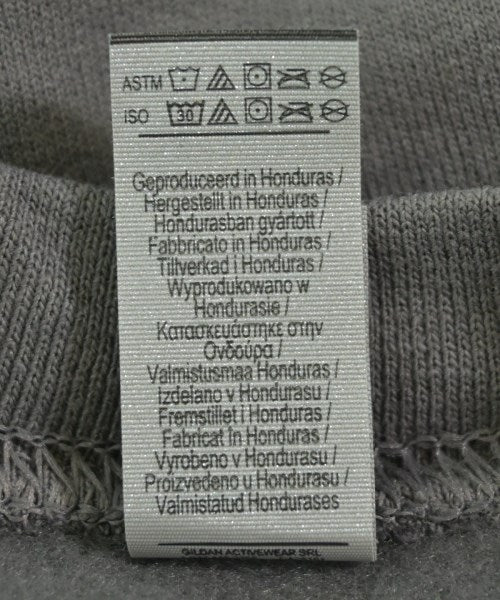 ASTM
ISO 30
Geproduceerd in Honduras /
Hergestellt in Honduras /
Hondurasban gyártott /
Fabbricato in Honduras /
Tillverkad i Honduras /
Wyprodukowano w
Hondurasie /
Κατασκευάστηκε στην
Ονδούρα /
Valmistusmaa Honduras /
Izdelano v Hondurasu /
Fremstillet i Honduras /
Fabricat în Honduras /
Vyrobeno v Hondurasu /
Proizvedeno u Hondurasu /
Valmistatud Hondurases
GILDAN ACTIVEWEAR SRL